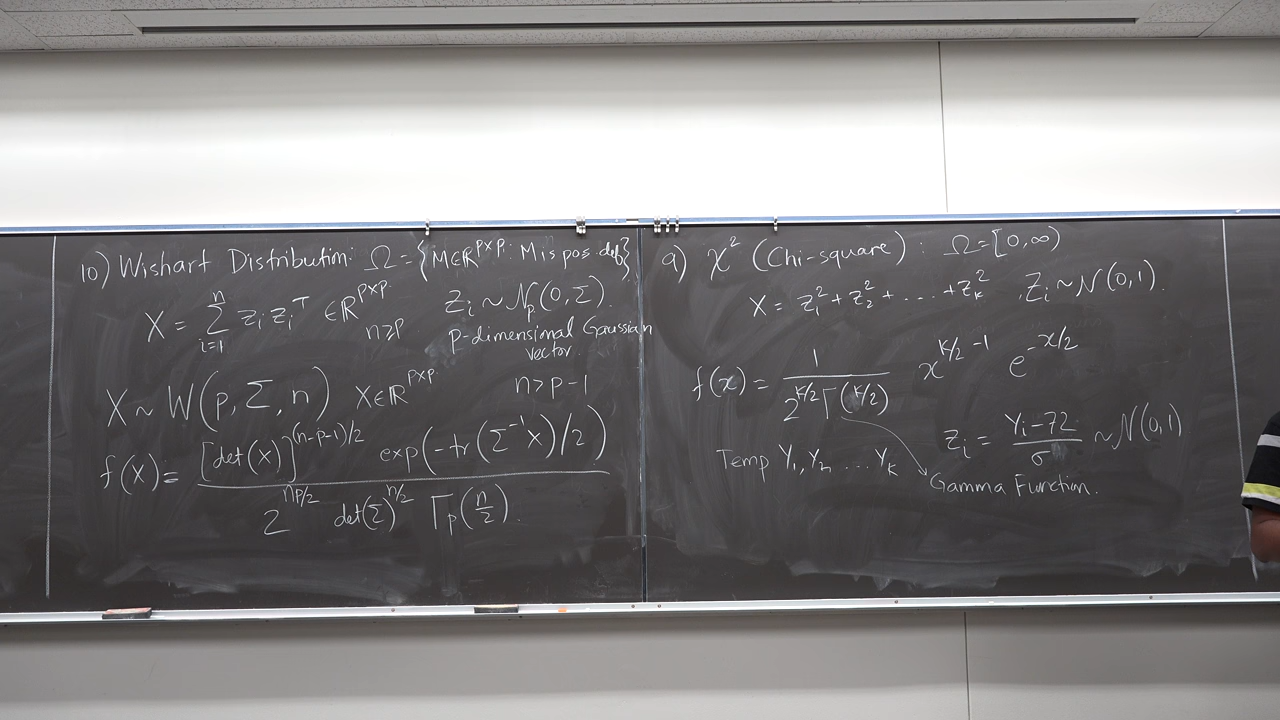 10) Wishart Distribution: Ω = {M∈ℝ^{p×p} : M is pos-def}
X = Σ_{i=1}^{n} z_i z_i^T ∈ ℝ^{p×p} n≥p z_i ~ N_p(0, Σ).
p-dimensional Gaussian
vector.
X ~ W(p, Σ, n) X∈ℝ^{p×p} n > p-1
f(X) = [det(X)]^{(n-p-1)/2} exp(-tr(Σ^{-1}X)/2) / 2^{np/2} det(Σ)^{n/2} Γ_p(n/2).
9) χ² (Chi-square) : Ω = [0,∞)
X = z_1² + z_2² + .... + z_k² , z_i ~ N(0,1).
f(x) = 1 / 2^{k/2} Γ(k/2) x^{k/2 -1} e^{-x/2}
Temp Y_1, Y_2, ... Y_k z_i = Y_i - 72 / σ ~ N(0,1)
Gamma Function.